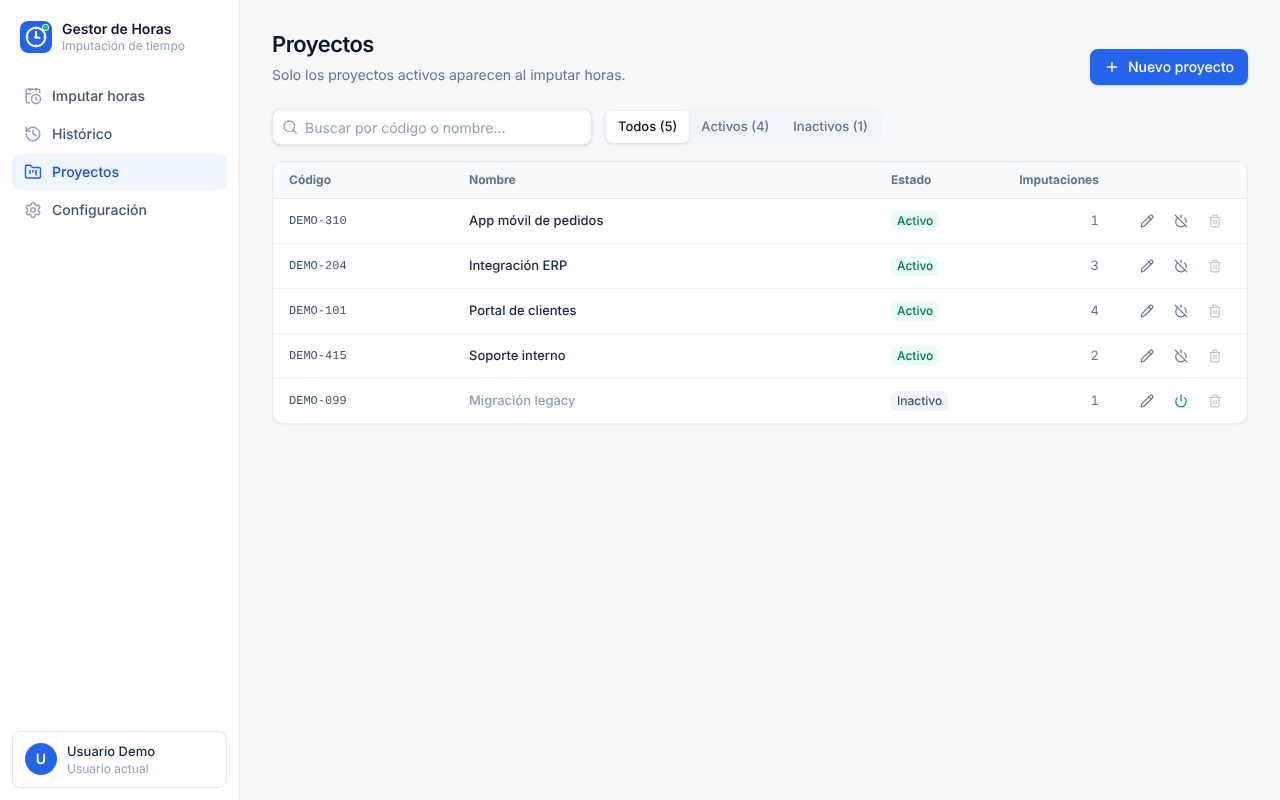 Gestor de Horas
Imputación de tiempo
Imputar horas
Histórico
Proyectos
Configuración
Usuario Demo
Usuario actual
U
Proyectos
Solo los proyectos activos aparecen al imputar horas.
Nuevo proyecto
Buscar por código o nombre...
Todos (5) Activos (4) Inactivos (1)
Código Nombre Estado Imputaciones
DEMO-310 App móvil de pedidos Activo 1
DEMO-204 Integración ERP Activo 3
DEMO-101 Portal de clientes Activo 4
DEMO-415 Soporte interno Activo 2
DEMO-099 Migración legacy Inactivo 1